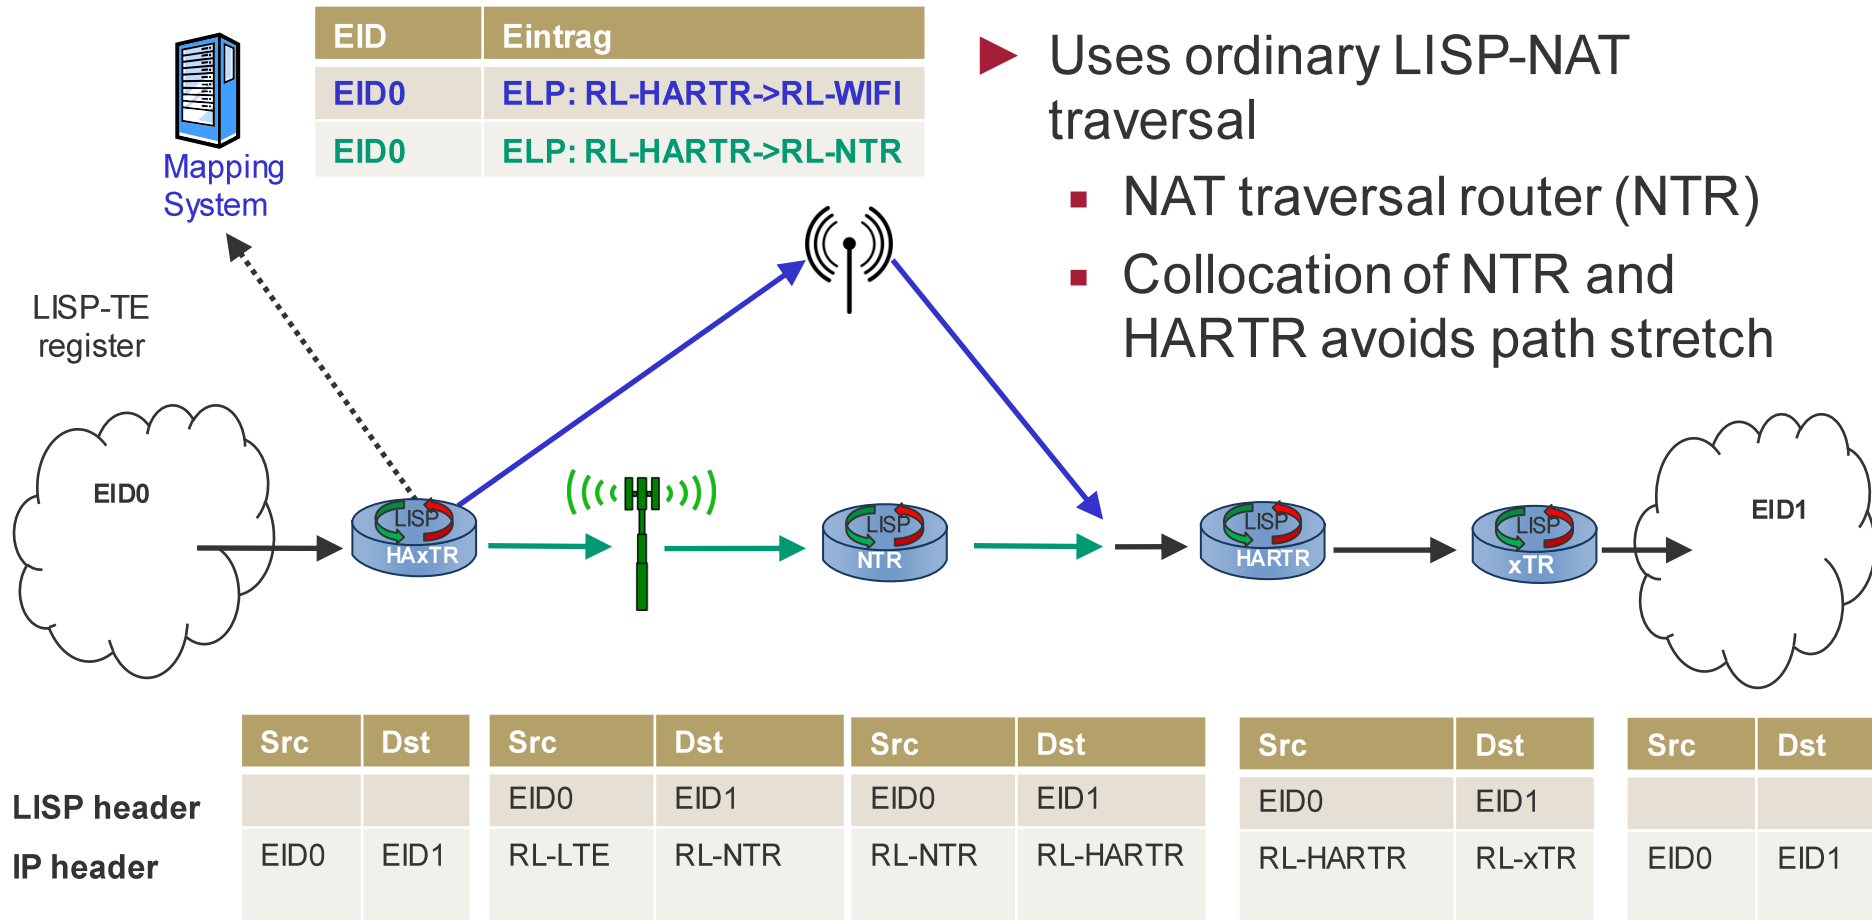 EID Eintrag
EID0 ELP: RL-HARTR->RL-WIFI
EID0 ELP: RL-HARTR->RL-NTR
Mapping
System
Uses ordinary LISP-NAT
traversal
NAT traversal router (NTR)
Collocation of NTR and
HARTR avoids path stretch
LISP-TE
register
EID0
LISP
HAxTR
LISP
NTR
LISP
HARTR
LISP
xTR
EID1
Src Dst Src Dst Src Dst Src Dst Src Dst
LISP header EID0 EID1 EID0 EID1 EID0 EID1
IP header EID0 EID1 RL-LTE RL-NTR RL-NTR RL-HARTR RL-HARTR RL-xTR EID0 EID1